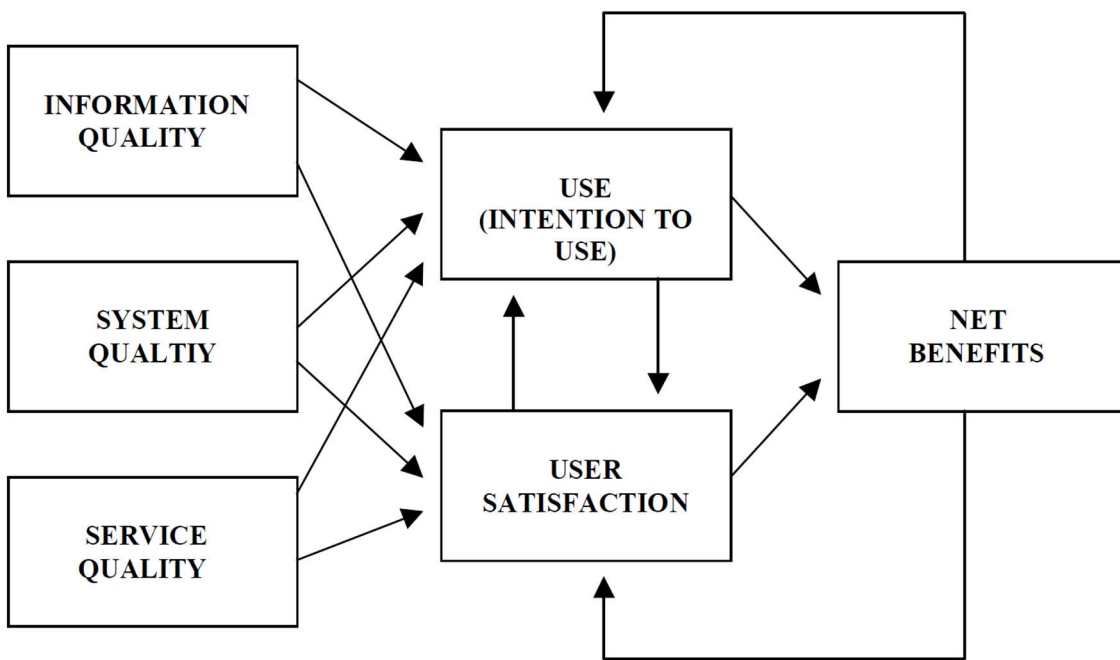 INFORMATION
QUALITY
SYSTEM
QUALTIY
SERVICE
QUALITY
USE
(INTENTION TO
USE)
USER
SATISFACTION
NET
BENEFITS